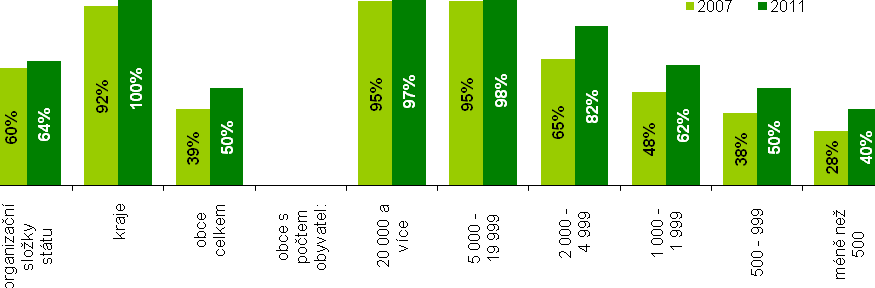 2007 2011
60% 64% 92% 100% 39% 50% 95% 97% 95% 98% 65% 82% 48% 62% 38% 50% 28% 40%
organizační
složky
státu
kraje
obce
celkem
obce s
počtem
obyvatel:
20 000 a
více
5 000 -
19 999
2 000 -
4 999
1 000 -
1 999
500 - 999
méně než
500